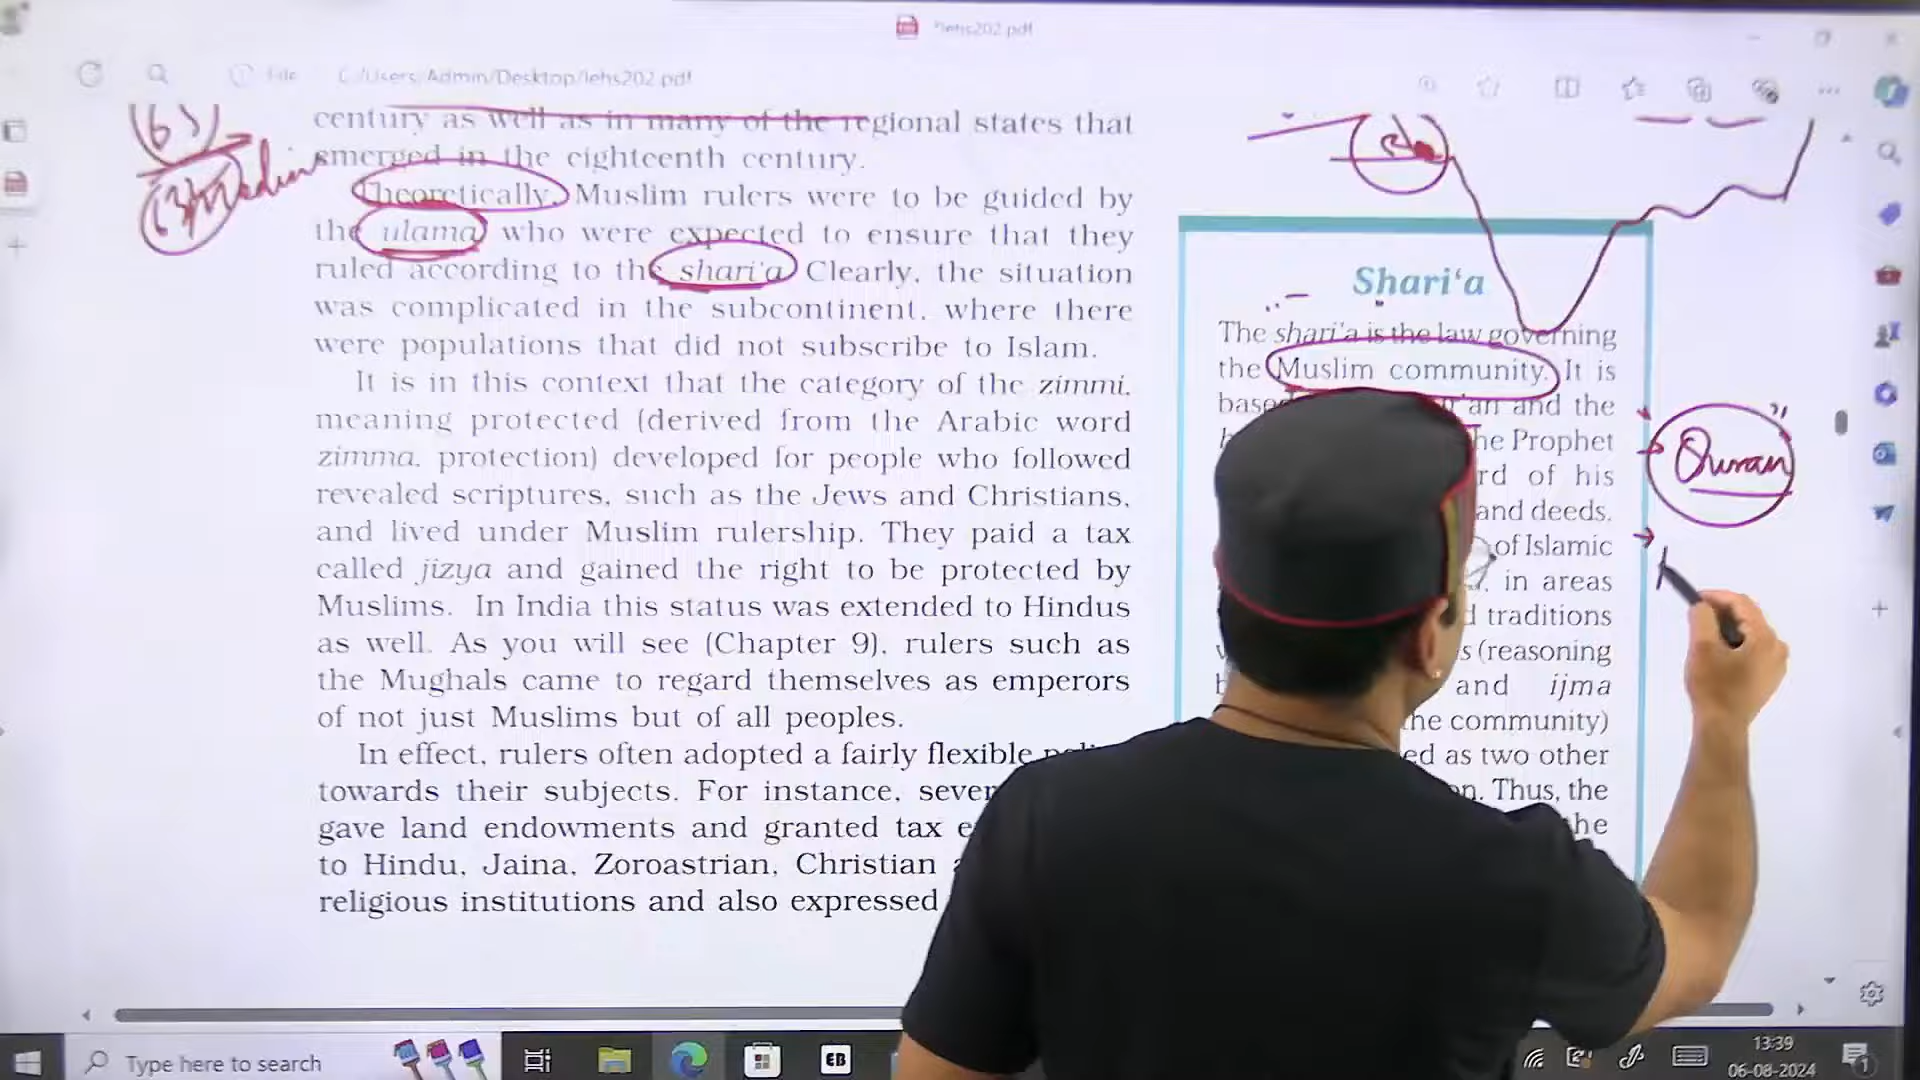 *lehs202.pdf
File C:/Users/Admin/Desktop/lehs202.pdf
century as well as in many of the regional states that
emerged in the eighteenth century.
Theoretically, Muslim rulers were to be guided by
the ulama who were expected to ensure that they
ruled according to the shari'a Clearly, the situation
was complicated in the subcontinent, where there
were populations that did not subscribe to Islam.
It is in this context that the category of the zimmi,
meaning protected (derived from the Arabic word
zimma, protection) developed for people who followed
revealed scriptures, such as the Jews and Christians,
and lived under Muslim rulership. They paid a tax
called jizya and gained the right to be protected by
Muslims. In India this status was extended to Hindus
as well. As you will see (Chapter 9), rulers such as
the Mughals came to regard themselves as emperors
of not just Muslims but of all peoples.
In effect, rulers often adopted a fairly flexible
towards their subjects. For instance,
gave land endowments and granted tax
to Hindu, Jaina, Zoroastrian, Christian
religious institutions and also expressed
Shari‘a
The shari'a is the law governing
the Muslim community. It is
and the
the Prophet
of his
and deeds.
of Islamic
in areas
traditions
(reasoning
and ijma
the community)
as two other
Thus, the
the
Quran
Type here to search
EB
13:39
06-08-2024
1